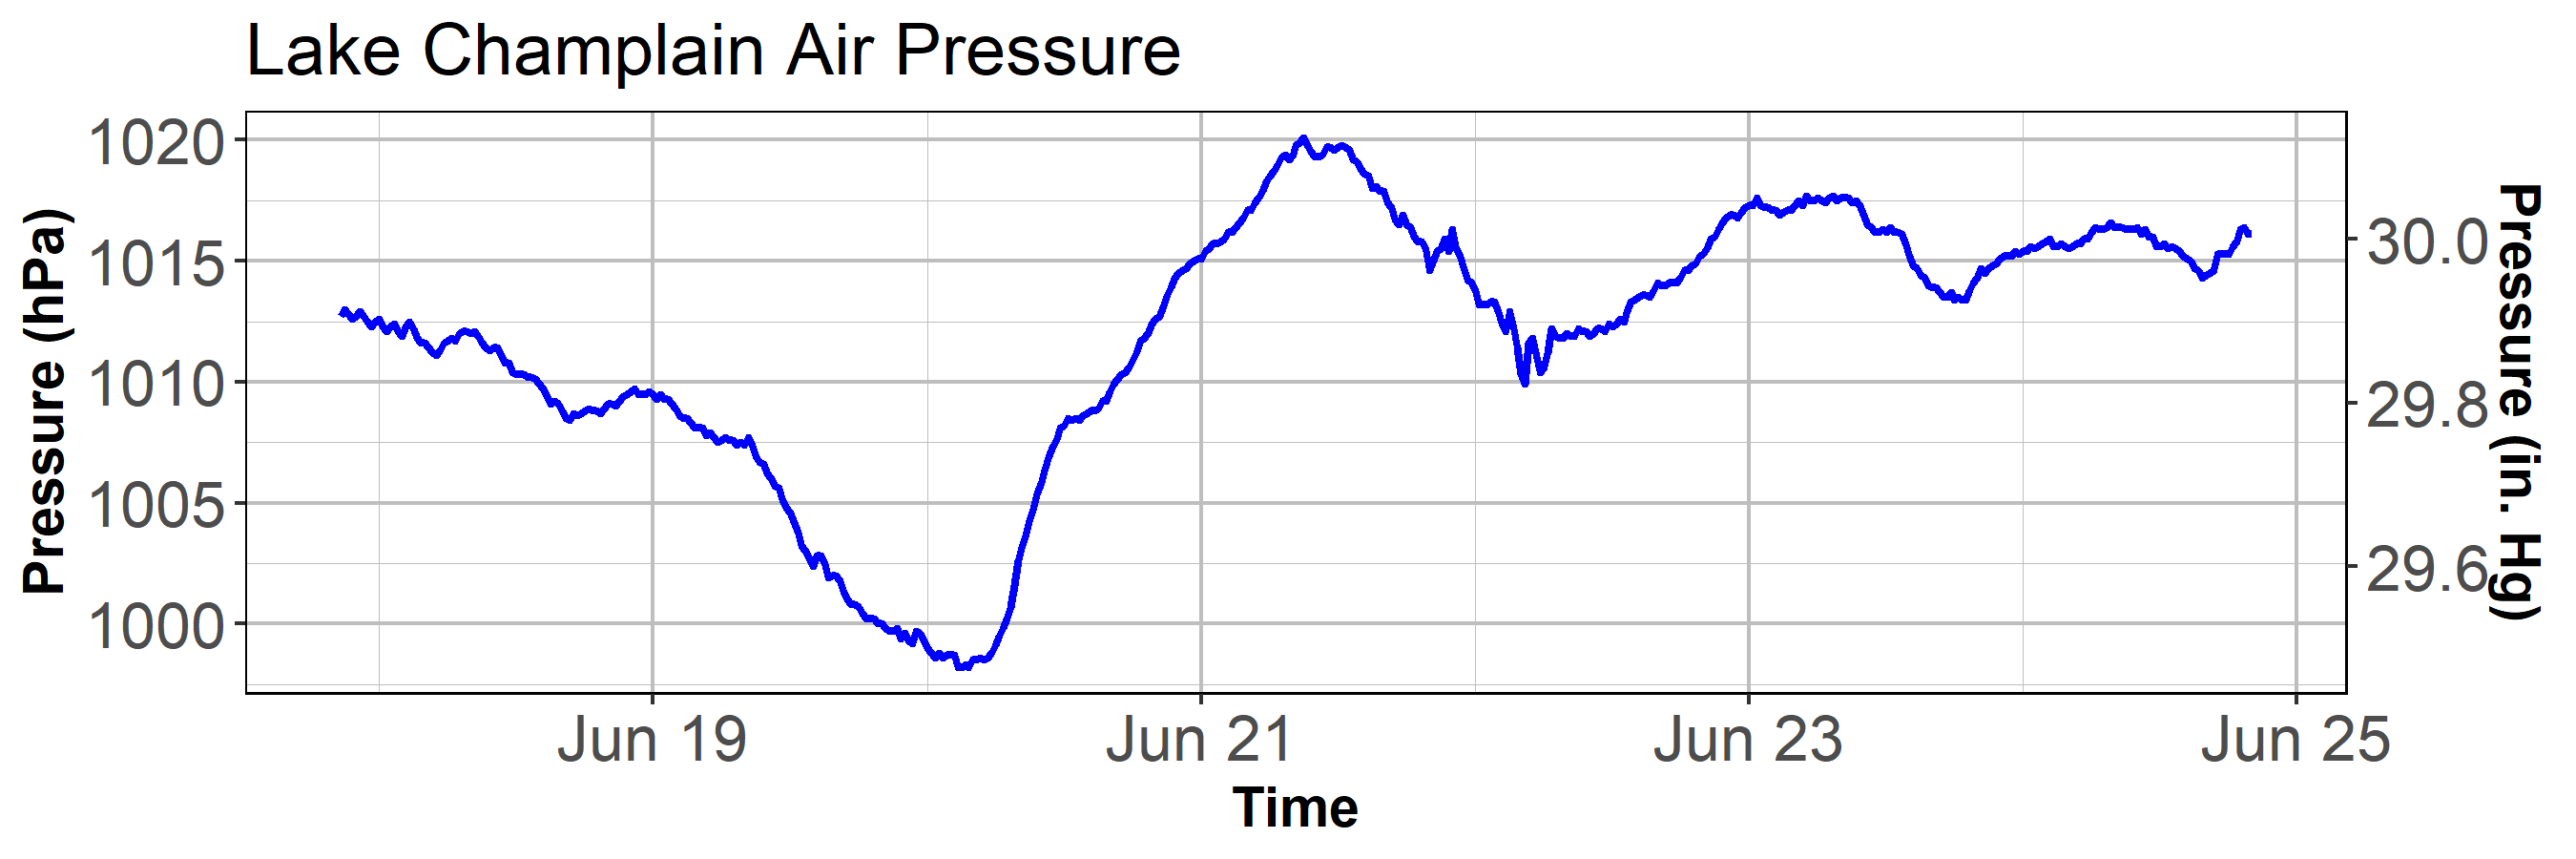 Lake Champlain Air Pressure
Pressure (hPa)
1020
1015
1010
1005
1000
30.0
29.8
29.6
Pressure (in. Hg)
Jun 19
Jun 21
Jun 23
Jun 25
Time